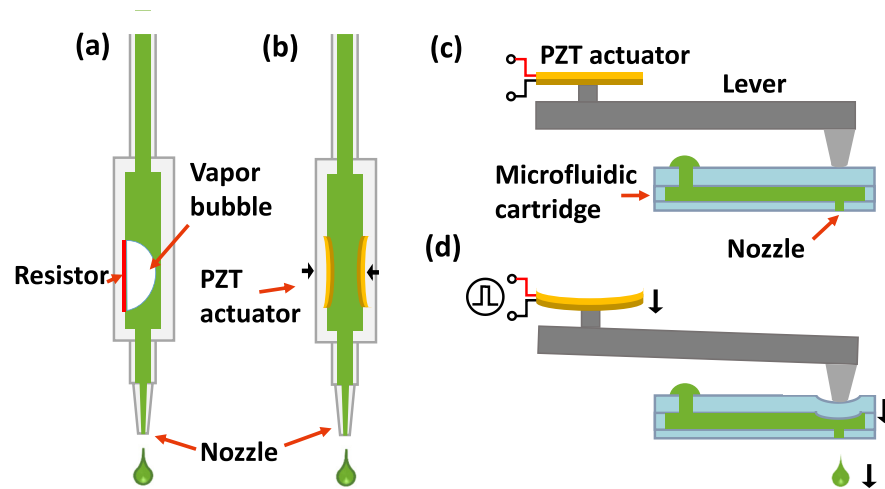 (a)
(b)
(c)
PZT actuator
Lever
Vapor
bubble
Microfluidic
cartridge
Nozzle
(d)
Resistor
PZT
actuator
Nozzle